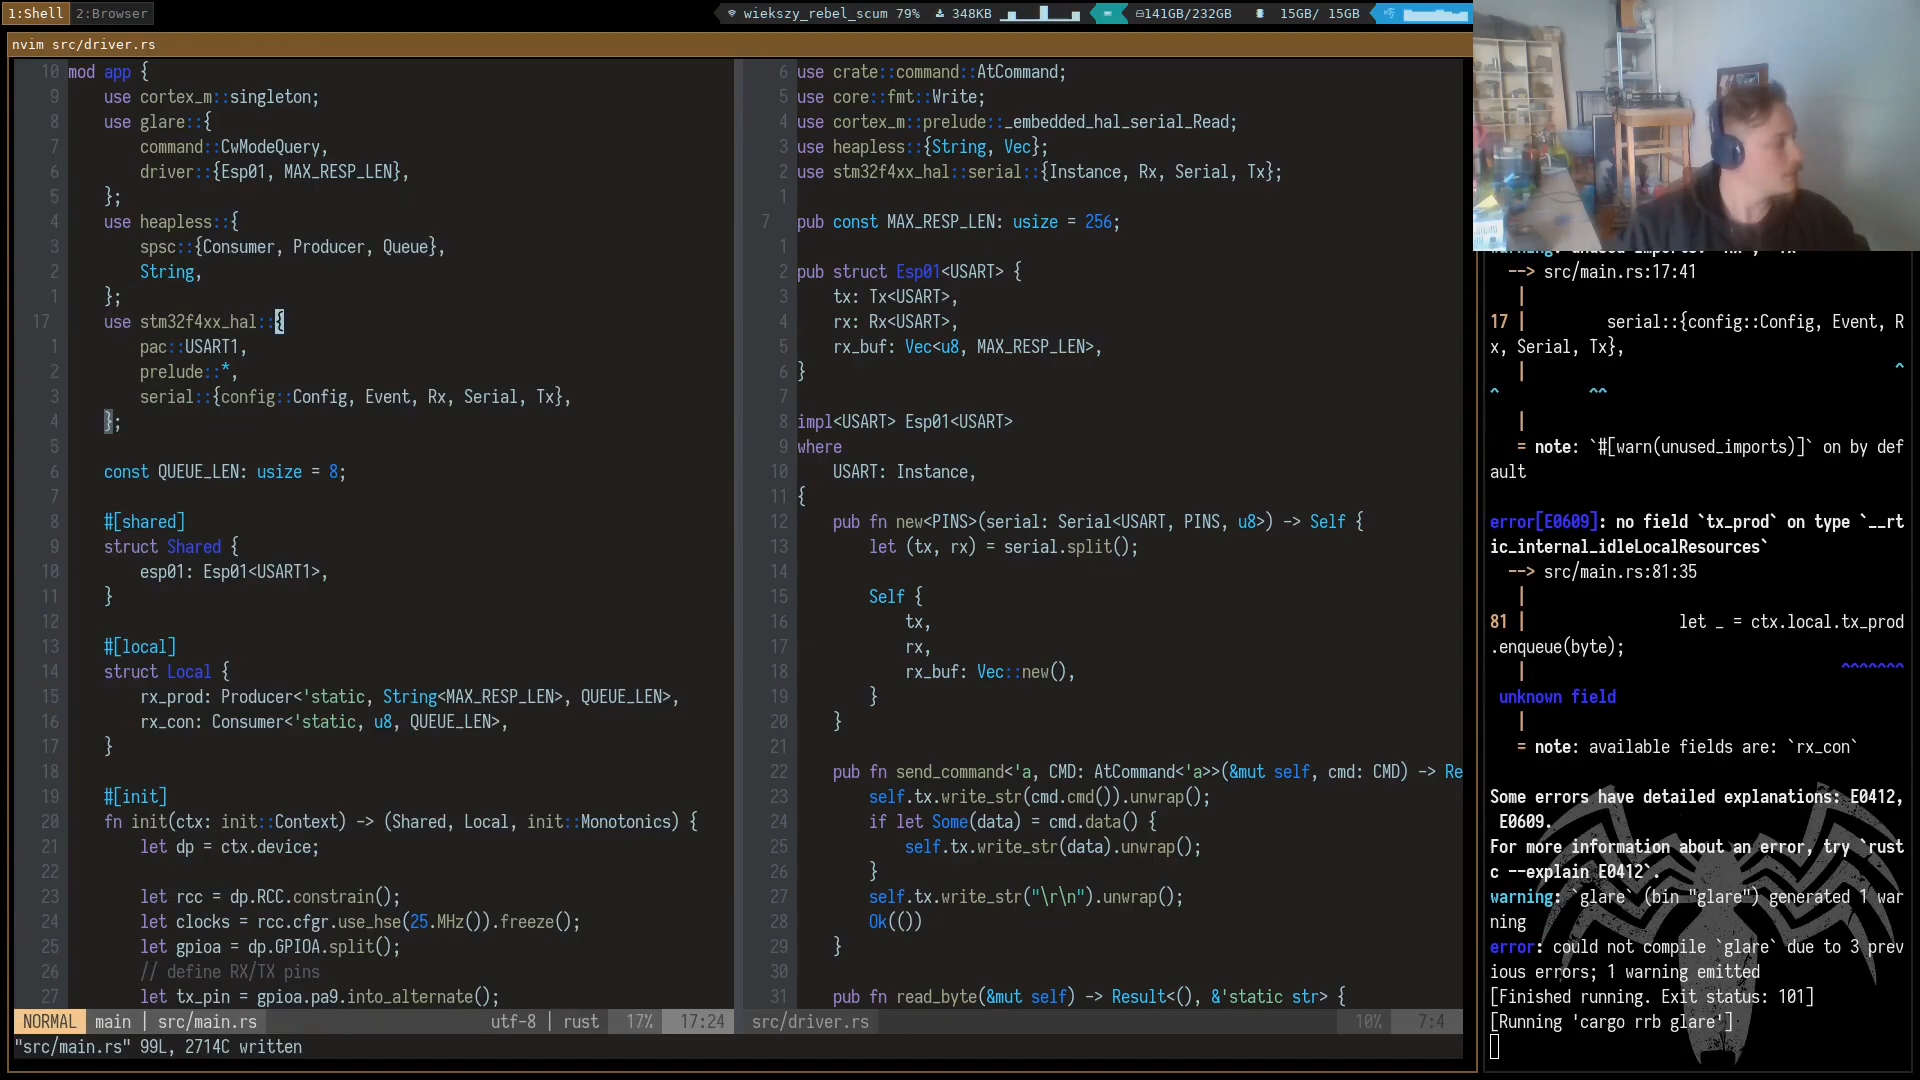 1:Shell 2:Browser
wiekszy_rebel_scum 79% 348KB 141GB/232GB 15GB/ 15GB
nvim src/driver.rs
10 mod app {
9 use cortex_m::singleton;
8 use glare::{
7 command::CwModeQuery,
6 driver::{Esp01, MAX_RESP_LEN},
5 };
4 use heapless::{
3 spsc::{Consumer, Producer, Queue},
2 String,
1 };
17 use stm32f4xx_hal::{
1 pac::USART1,
2 prelude::*,
3 serial::{config::Config, Event, Rx, Serial, Tx},
4 };
5
6 const QUEUE_LEN: usize = 8;
7
8 #[shared]
9 struct Shared {
10 esp01: Esp01<USART1>,
11 }
12
13 #[local]
14 struct Local {
15 rx_prod: Producer<'static, String<MAX_RESP_LEN>, QUEUE_LEN>,
16 rx_con: Consumer<'static, u8, QUEUE_LEN>,
17 }
18
19 #[init]
20 fn init(ctx: init::Context) -> (Shared, Local, init::Monotonics) {
21 let dp = ctx.device;
22
23 let rcc = dp.RCC.constrain();
24 let clocks = rcc.cfgr.use_hse(25.MHz()).freeze();
25 let gpioa = dp.GPIOA.split();
26 // define RX/TX pins
27 let tx_pin = gpioa.pa9.into_alternate();
NORMAL main | src/main.rs utf-8 | rust 17% 17:24
"src/main.rs" 99L, 2714C written
6 use crate::command::AtCommand;
5 use core::fmt::Write;
4 use cortex_m::prelude::_embedded_hal_serial_Read;
3 use heapless::{String, Vec};
2 use stm32f4xx_hal::serial::{Instance, Rx, Serial, Tx};
1
7 pub const MAX_RESP_LEN: usize = 256;
1
2 pub struct Esp01<USART> {
3 tx: Tx<USART>,
4 rx: Rx<USART>,
5 rx_buf: Vec<u8, MAX_RESP_LEN>,
6 }
7
8 impl<USART> Esp01<USART>
9 where
10 USART: Instance,
11 {
12 pub fn new<PINS>(serial: Serial<USART, PINS, u8>) -> Self {
13 let (tx, rx) = serial.split();
14
15 Self {
16 tx,
17 rx,
18 rx_buf: Vec::new(),
19 }
20 }
21
22 pub fn send_command<'a, CMD: AtCommand<'a>>(&mut self, cmd: CMD) -> Re
23 self.tx.write_str(cmd.cmd()).unwrap();
24 if let Some(data) = cmd.data() {
25 self.tx.write_str(data).unwrap();
26 }
27 self.tx.write_str("\r\n").unwrap();
28 Ok(())
29 }
30
31 pub fn read_byte(&mut self) -> Result<(), &'static str> {
src/driver.rs 10% 7:4
--> src/main.rs:17:41
|
17 | serial::{config::Config, Event, R
x, Serial, Tx},
| ^
^ ^^
|
= note: `#[warn(unused_imports)]` on by def
ault
error[E0609]: no field `tx_prod` on type `__rt
ic_internal_idleLocalResources`
--> src/main.rs:81:35
|
81 | let _ = ctx.local.tx_prod
.enqueue(byte);
| ^^^^^^^
unknown field
|
= note: available fields are: `rx_con`
Some errors have detailed explanations: E0412,
E0609.
For more information about an error, try `rust
c --explain E0412`.
warning: `glare` (bin "glare") generated 1 war
ning
error: could not compile `glare` due to 3 prev
ious errors; 1 warning emitted
[Finished running. Exit status: 101]
[Running 'cargo rrb glare']